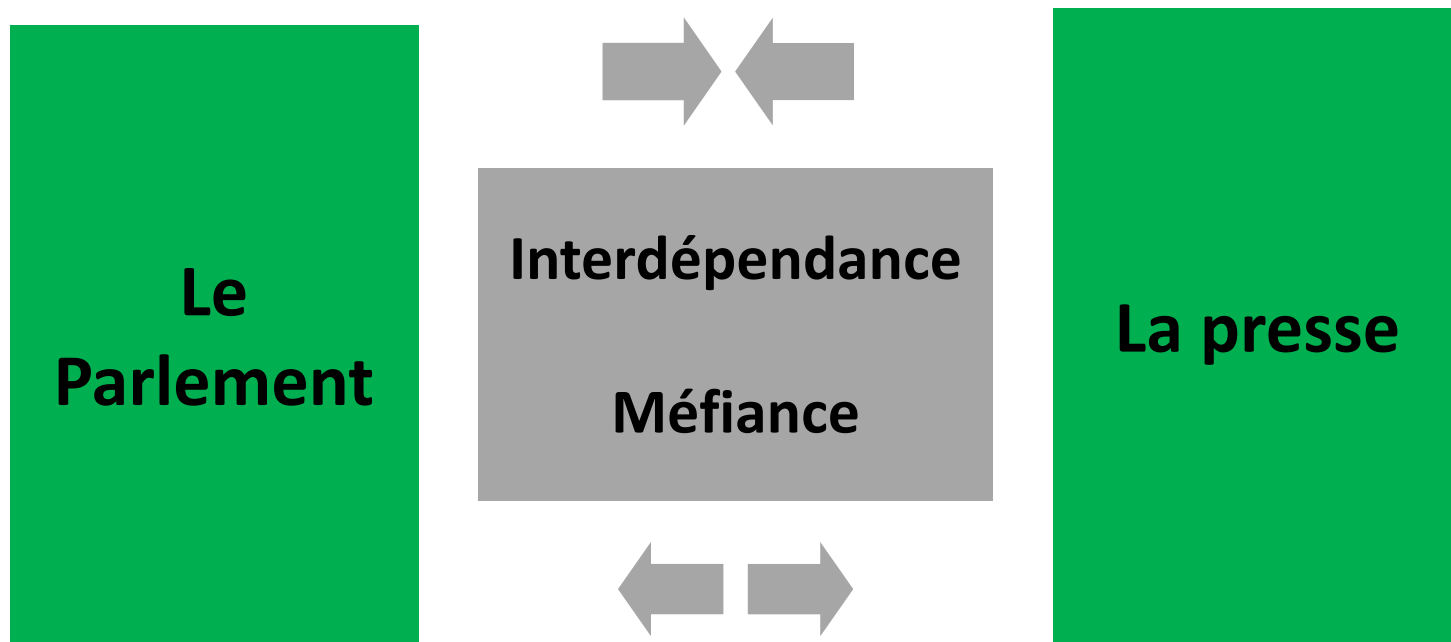 Le
Parlement
Interdépendance
Méfiance
La presse